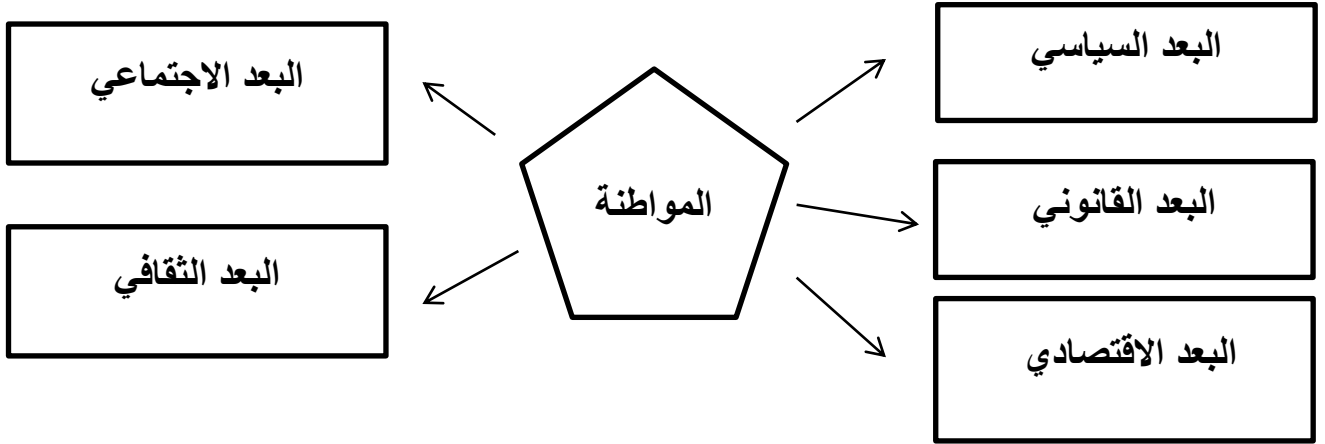 البعد السياسي
البعد الاجتماعي
المواطنة
البعد القانوني
البعد الثقافي
البعد الاقتصادي